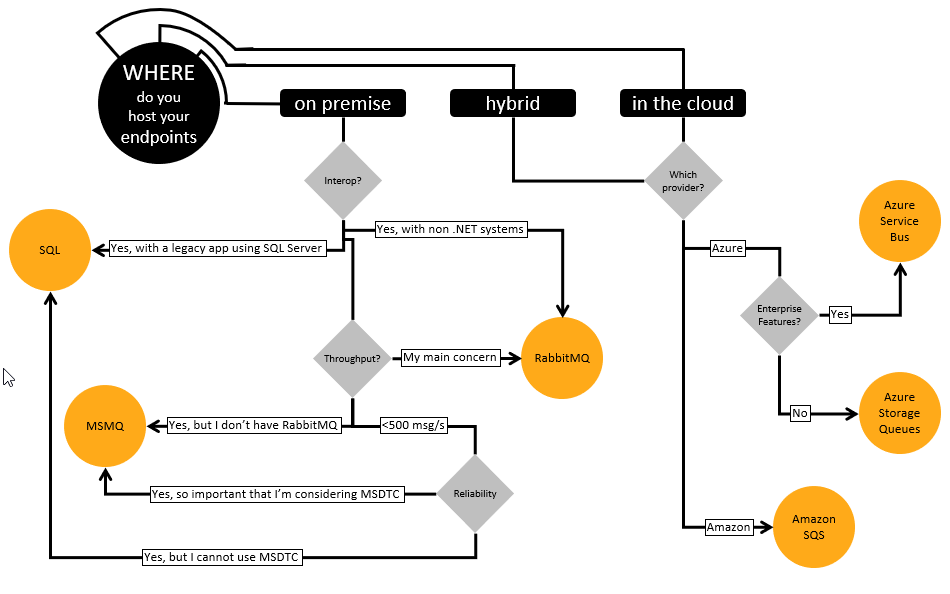 WHERE
do you
host your
endpoints
on premise
hybrid
in the cloud
Interop?
Which
provider?
Azure
Service
Bus
SQL
Yes, with a legacy app using SQL Server
Yes, with non .NET systems
Azure
Enterprise
Features?
Yes
Throughput?
My main concern
RabbitMQ
Azure
Storage
Queues
No
MSMQ
Yes, but I don't have RabbitMQ
<500 msg/s
Yes, so important that I'm considering MSDTC
Reliability
Amazon
Amazon
SQS
Yes, but I cannot use MSDTC